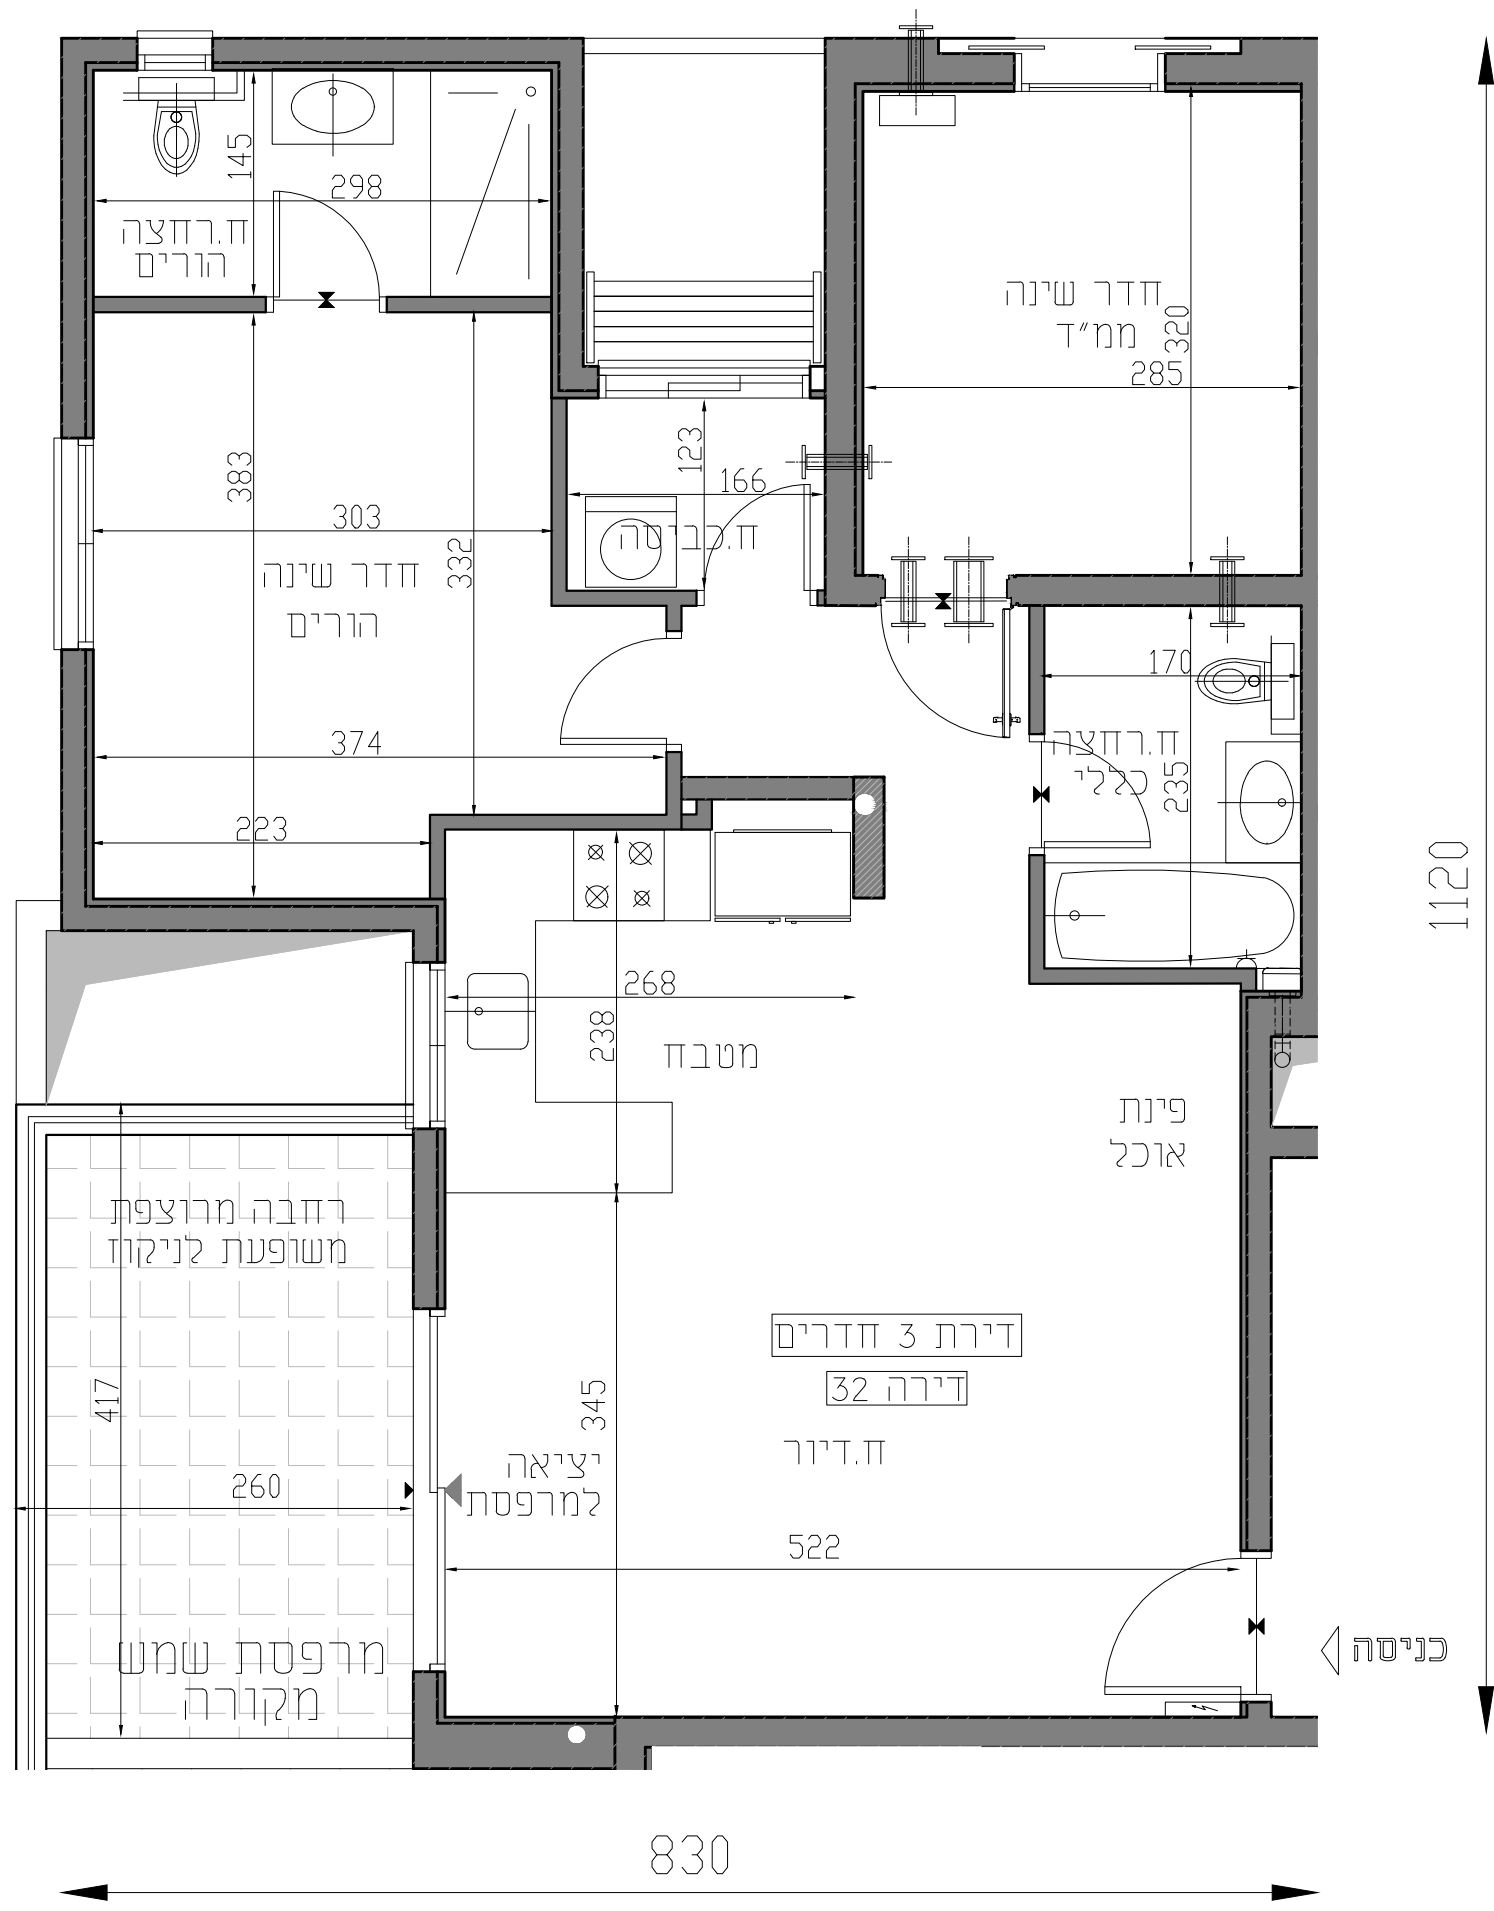 145
298
ח.רחצה
הורים
חדר שינה
ממ"ד
320
285
123
166
ח.כביסה
383
303
332
חדר שינה
הורים
374
223
170
ח.רחצה
כללי
235
268
238
מטבח
פינת
אוכל
1120
רחבה מרוצפת
משופעת לניקוז
417
260
מרפסת שמש
מקורה
דירת 3 חדרים
דירה 32
345
ח.דיור
יציאה
למרפסת
522
כניסה
830